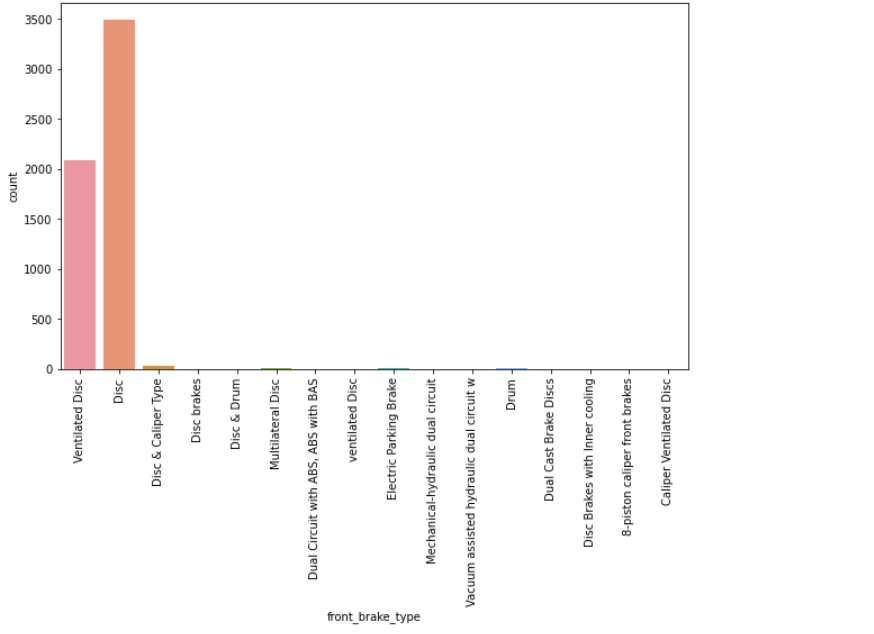 3500
3000
2500
2000
1500
1000
500
0
count
Ventilated Disc
Disc
Disc & Caliper Type
Disc brakes
Disc & Drum
Multilateral Disc
Dual Circuit with ABS, ABS with BAS
ventilated Disc
Electric Parking Brake
Mechanical-hydraulic dual circuit
Vacuum assisted hydraulic dual circuit w
Drum
Dual Cast Brake Discs
Disc Brakes with Inner cooling
8-piston caliper front brakes
Caliper Ventilated Disc
front_brake_type